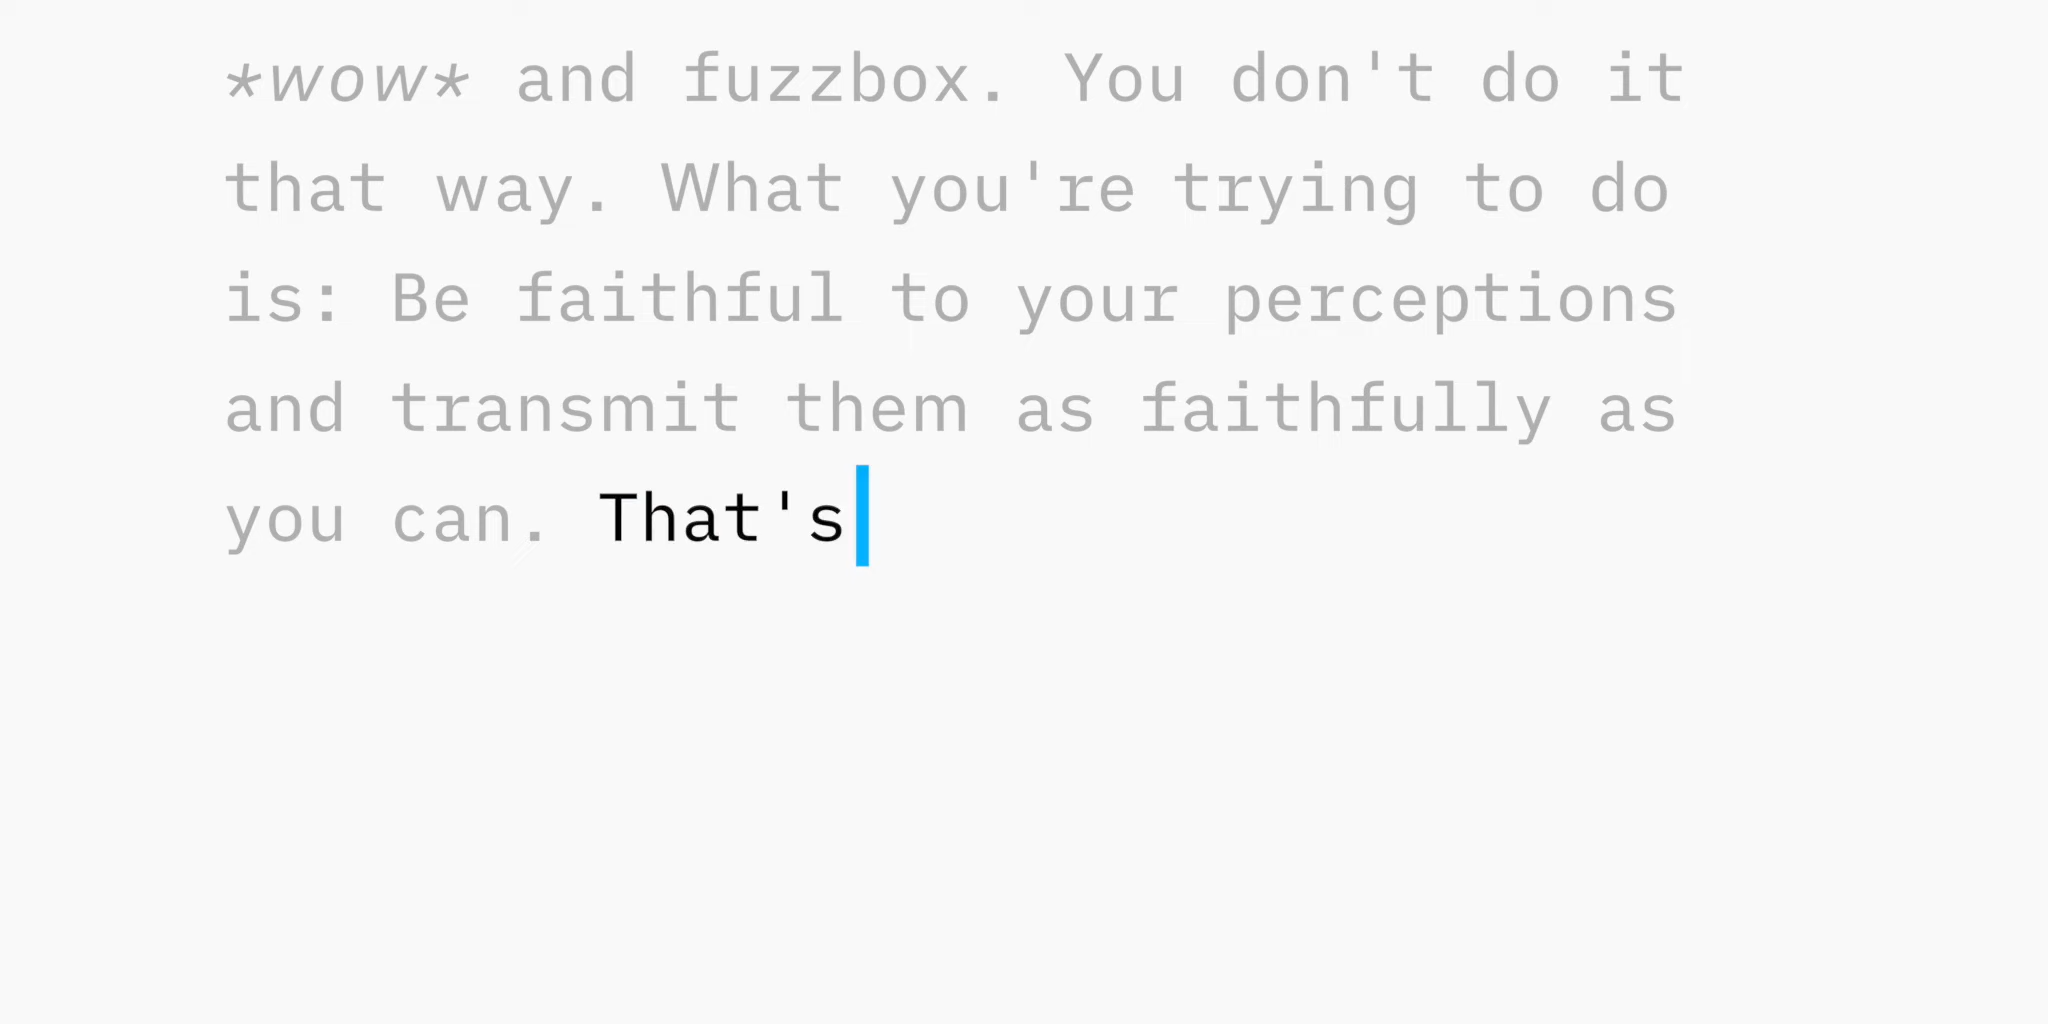 *wow* and fuzzbox. You don't do it
that way. What you're trying to do
is: Be faithful to your perceptions
and transmit them as faithfully as
you can. That's